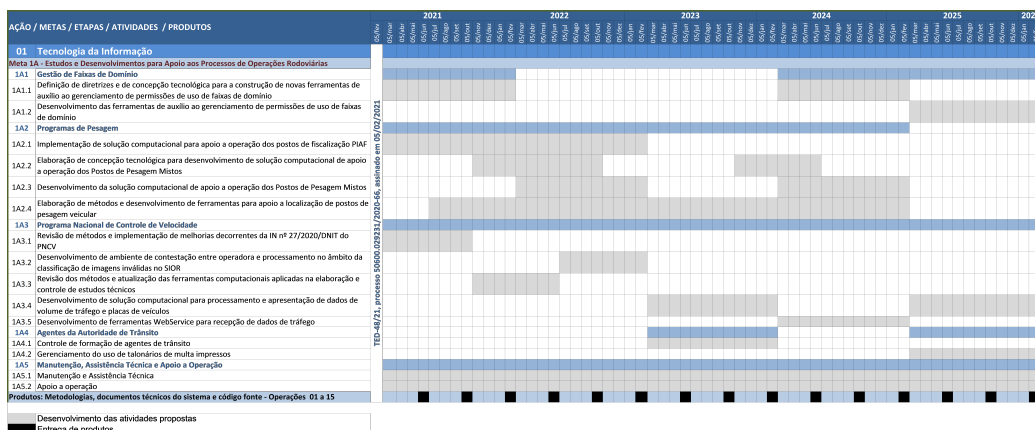 AÇÃO / METAS / ETAPAS / ATIVIDADES / PRODUTOS
2021 2022 2023 2024 2025
01 Tecnologia da Informação
Meta 1A - Estudos e Desenvolvimentos para Apoio aos Processos de Operações Rodoviárias
1A1 Gestão de Faixas de Domínio
1A1.1 Definição de diretrizes e de concepção tecnológica para a construção de novas ferramentas de
auxílio ao gerenciamento de permissões de uso de faixas de domínio
1A1.2 Desenvolvimento das ferramentas de auxílio ao gerenciamento de permissões de uso de faixas
de domínio
1A2 Programas de Pesagem
1A2.1 Implementação de solução computacional para apoio a operação dos postos de fiscalização PIAF
1A2.2 Elaboração de concepção tecnológica para desenvolvimento de solução computacional de apoio
a operação dos Postos de Pesagem Mistos
1A2.3 Desenvolvimento da solução computacional de apoio a operação dos Postos de Pesagem Mistos
1A2.4 Elaboração de métodos e desenvolvimento de ferramentas para apoio a localização de postos de
pesagem veicular
1A3 Programa Nacional de Controle de Velocidade
1A3.1 Revisão de métodos e implementação de melhorias decorrentes da IN nº 27/2020/DNIT do
PNCV
1A3.2 Desenvolvimento de ambiente de contestação entre operadora e processamento no âmbito da
classificação de imagens inválidas no SIOR
1A3.3 Revisão dos métodos e atualização das ferramentas computacionais aplicadas na elaboração e
controle de estudos técnicos
1A3.4 Desenvolvimento de solução computacional para processamento e apresentação de dados de
volume de tráfego e placas de veículos
1A3.5 Desenvolvimento de ferramentas WebService para recepção de dados de tráfego
1A4 Agentes da Autoridade de Trânsito
1A4.1 Controle de formação de agentes de trânsito
1A4.2 Gerenciamento do uso de talonários de multa impressos
1A5 Manutenção, Assistência Técnica e Apoio a Operação
1A5.1 Manutenção e Assistência Técnica
1A5.2 Apoio a operação
Produtos: Metodologias, documentos técnicos do sistema e código fonte - Operações 01 a 15
TED-48/21, processo 50600.029231/2020-66, assinado em 05/02/2021
Desenvolvimento das atividades propostas
Entrega de produtos